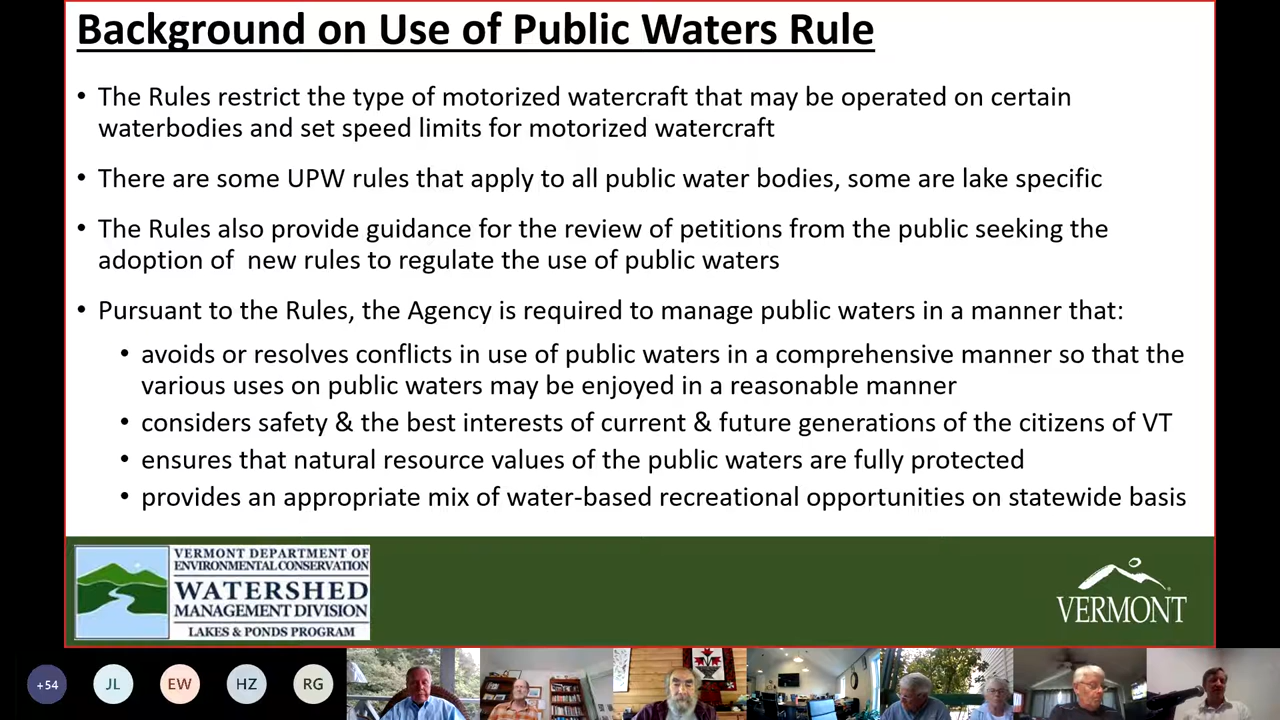 Background on Use of Public Waters Rule
• The Rules restrict the type of motorized watercraft that may be operated on certain
waterbodies and set speed limits for motorized watercraft
• There are some UPW rules that apply to all public water bodies, some are lake specific
• The Rules also provide guidance for the review of petitions from the public seeking the
adoption of  new rules to regulate the use of public waters
• Pursuant to the Rules, the Agency is required to manage public waters in a manner that:
• avoids or resolves conflicts in use of public waters in a comprehensive manner so that the
various uses on public waters may be enjoyed in a reasonable manner
• considers safety & the best interests of current & future generations of the citizens of VT
• ensures that natural resource values of the public waters are fully protected
• provides an appropriate mix of water-based recreational opportunities on statewide basis
VERMONT DEPARTMENT OF
ENVIRONMENTAL CONSERVATION
WATERSHED
MANAGEMENT DIVISION
LAKES & PONDS PROGRAM
VERMONT
+54
JL
EW
HZ
RG